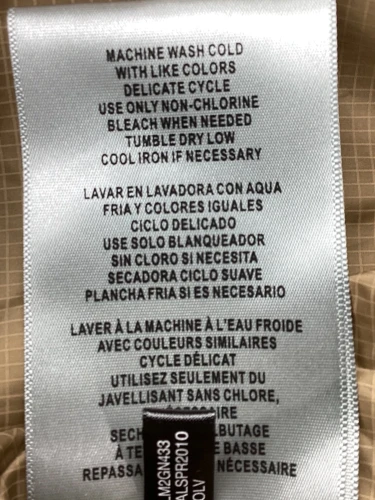 MACHINE WASH COLD
WITH LIKE COLORS
DELICATE CYCLE
USE ONLY NON-CHLORINE
BLEACH WHEN NEEDED
TUMBLE DRY LOW
COOL IRON IF NECESSARY
LAVAR EN LAVADORA CON AQUA
FRIA Y COLORES IGUALES
CICLO DELICADO
USE SOLO BLANQUEADOR
SIN CLORO SI NECESITA
SECADORA CICLO SUAVE
PLANCHA FRIA SI ES NECESARIO
LAVER À LA MACHINE À L'EAU FROIDE
AVEC COULEURS SIMILAIRES
CYCLE DÉLICAT
UTILISEZ SEULEMENT DU
JAVELLISANT SANS CHLORE,
À BASSE
NÉCESSAIRE
LM2GN433
ALSPR2010
OLV